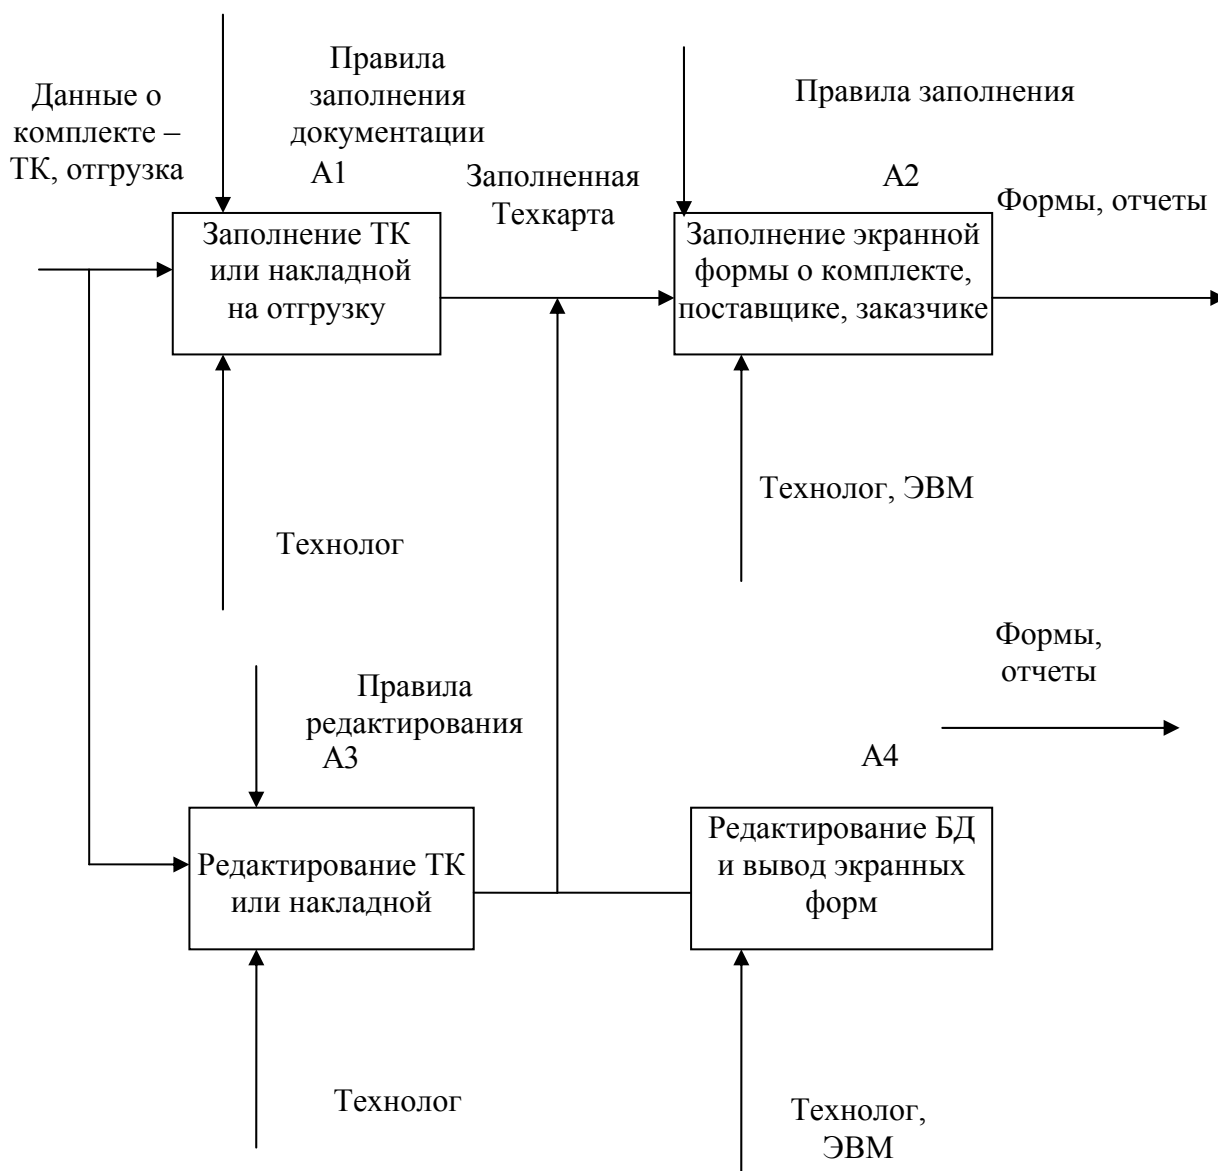 Данные о
комплекте –
ТК, отгрузка
Правила
заполнения
документации
А1
Заполненная
Техкарта
Правила заполнения
А2
Формы, отчеты
Заполнение ТК
или накладной
на отгрузку
Заполнение экранной
формы о комплекте,
поставщике, заказчике
Технолог
Технолог, ЭВМ
Формы,
отчеты
Правила
редактирования
А3
А4
Редактирование ТК
или накладной
Редактирование БД
и вывод экранных
форм
Технолог
Технолог,
ЭВМ